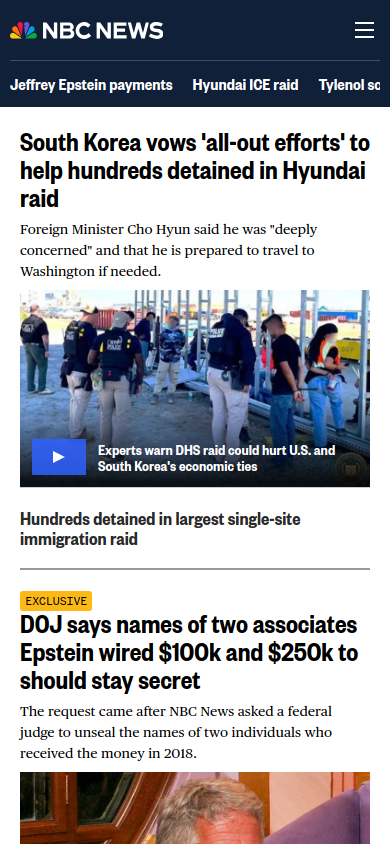 NBC NEWS
Jeffrey Epstein payments Hyundai ICE raid Tylenol sc
South Korea vows 'all-out efforts' to
help hundreds detained in Hyundai
raid
Foreign Minister Cho Hyun said he was "deeply
concerned" and that he is prepared to travel to
Washington if needed.
Experts warn DHS raid could hurt U.S. and
South Korea's economic ties
Hundreds detained in largest single-site
immigration raid
EXCLUSIVE
DOJ says names of two associates
Epstein wired $100k and $250k to
should stay secret
The request came after NBC News asked a federal
judge to unseal the names of two individuals who
received the money in 2018.